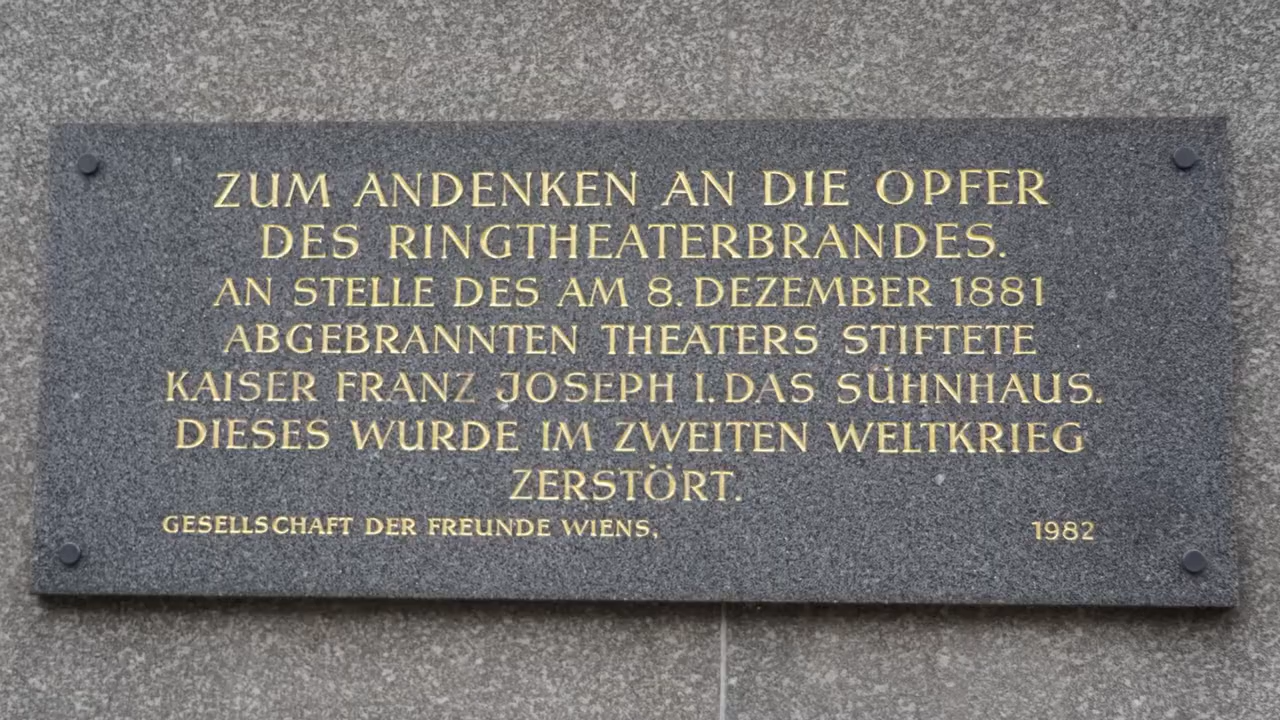 ZUM ANDENKEN AN DIE OPFER
DES RINGTHEATERBRANDES.
AN STELLE DES AM 8. DEZEMBER 1881
ABGEBRANNTEN THEATERS STIFTETE
KAISER FRANZ JOSEPH I. DAS SÜHNHAUS.
DIESES WURDE IM ZWEITEN WELTKRIEG
ZERSTÖRT.
GESELLSCHAFT DER FREUNDE WIENS, 1982